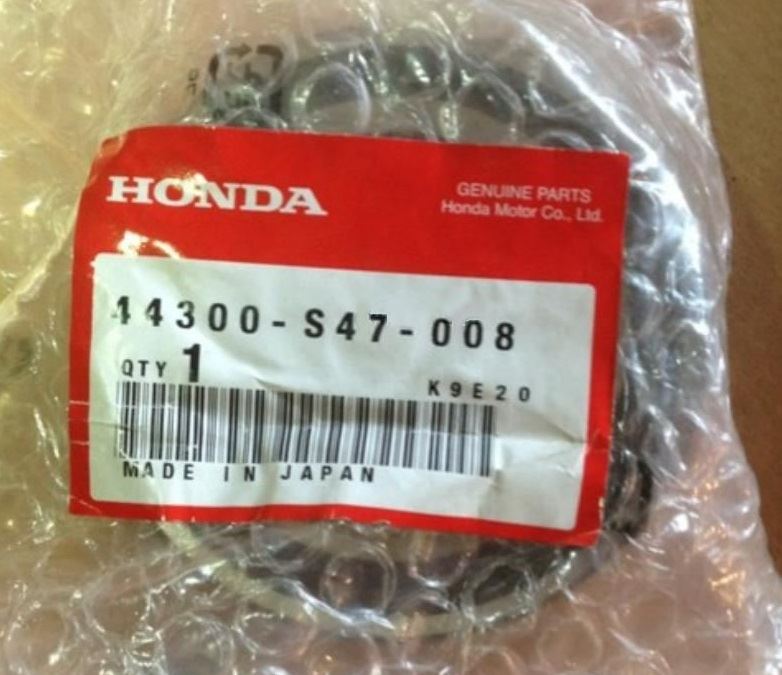 HONDA
GENUINE PARTS
Honda Motor Co., Ltd.
44300-S47-008
QTY 1
K9E20
MADE IN JAPAN